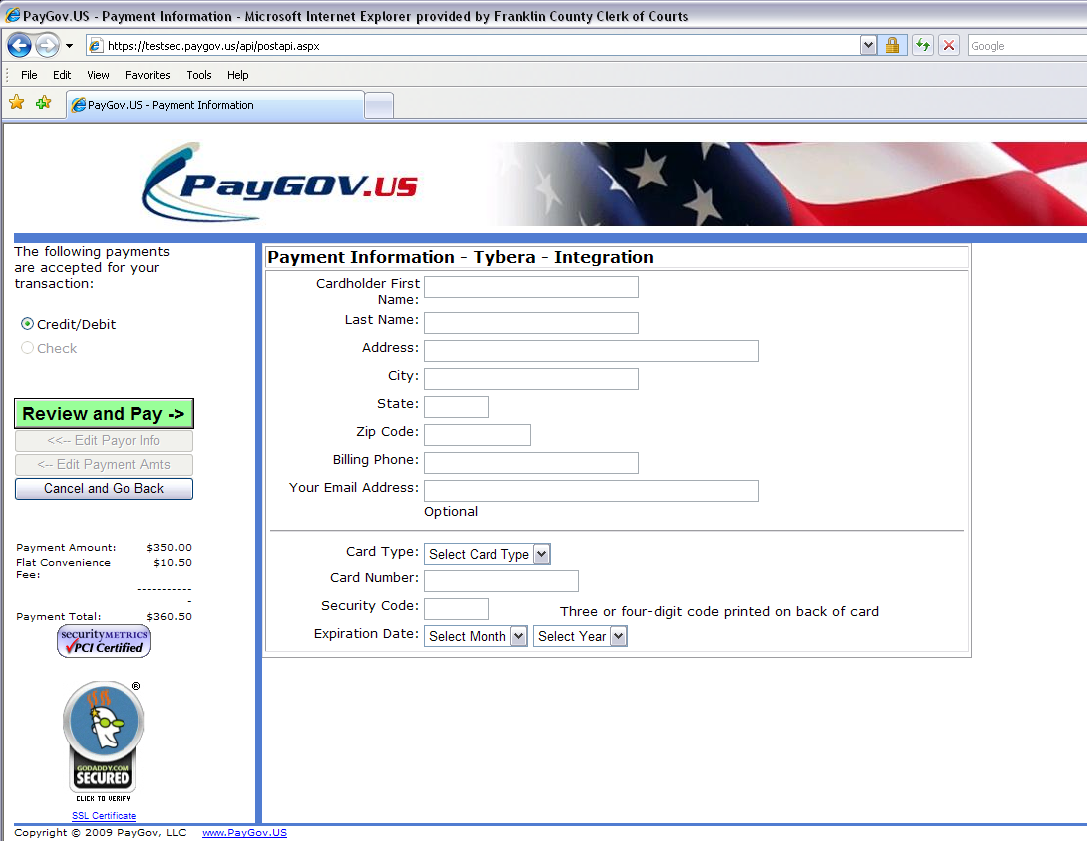 PayGov.US - Payment Information - Microsoft Internet Explorer provided by Franklin County Clerk of Courts
https://testsec.paygov.us/api/postapi.aspx
Google
File Edit View Favorites Tools Help
PayGov.US - Payment Information
PayGOV.US
The following payments
are accepted for your
transaction:
Credit/Debit
Check
Review and Pay ->
<<-- Edit Payor Info
<-- Edit Payment Amts
Cancel and Go Back
Payment Amount: $350.00
Flat Convenience $10.50
Fee:
-----------
-
Payment Total: $360.50
securityMETRICS
PCI Certified
®
GODADDY.COM
SECURED
CLICK TO VERIFY
SSL Certificate
Payment Information - Tybera - Integration
Cardholder First
Name:
Last Name:
Address:
City:
State:
Zip Code:
Billing Phone:
Your Email Address:
Optional
Card Type: Select Card Type
Card Number:
Security Code: Three or four-digit code printed on back of card
Expiration Date: Select Month Select Year
Copyright © 2009 PayGov, LLC www.PayGov.US